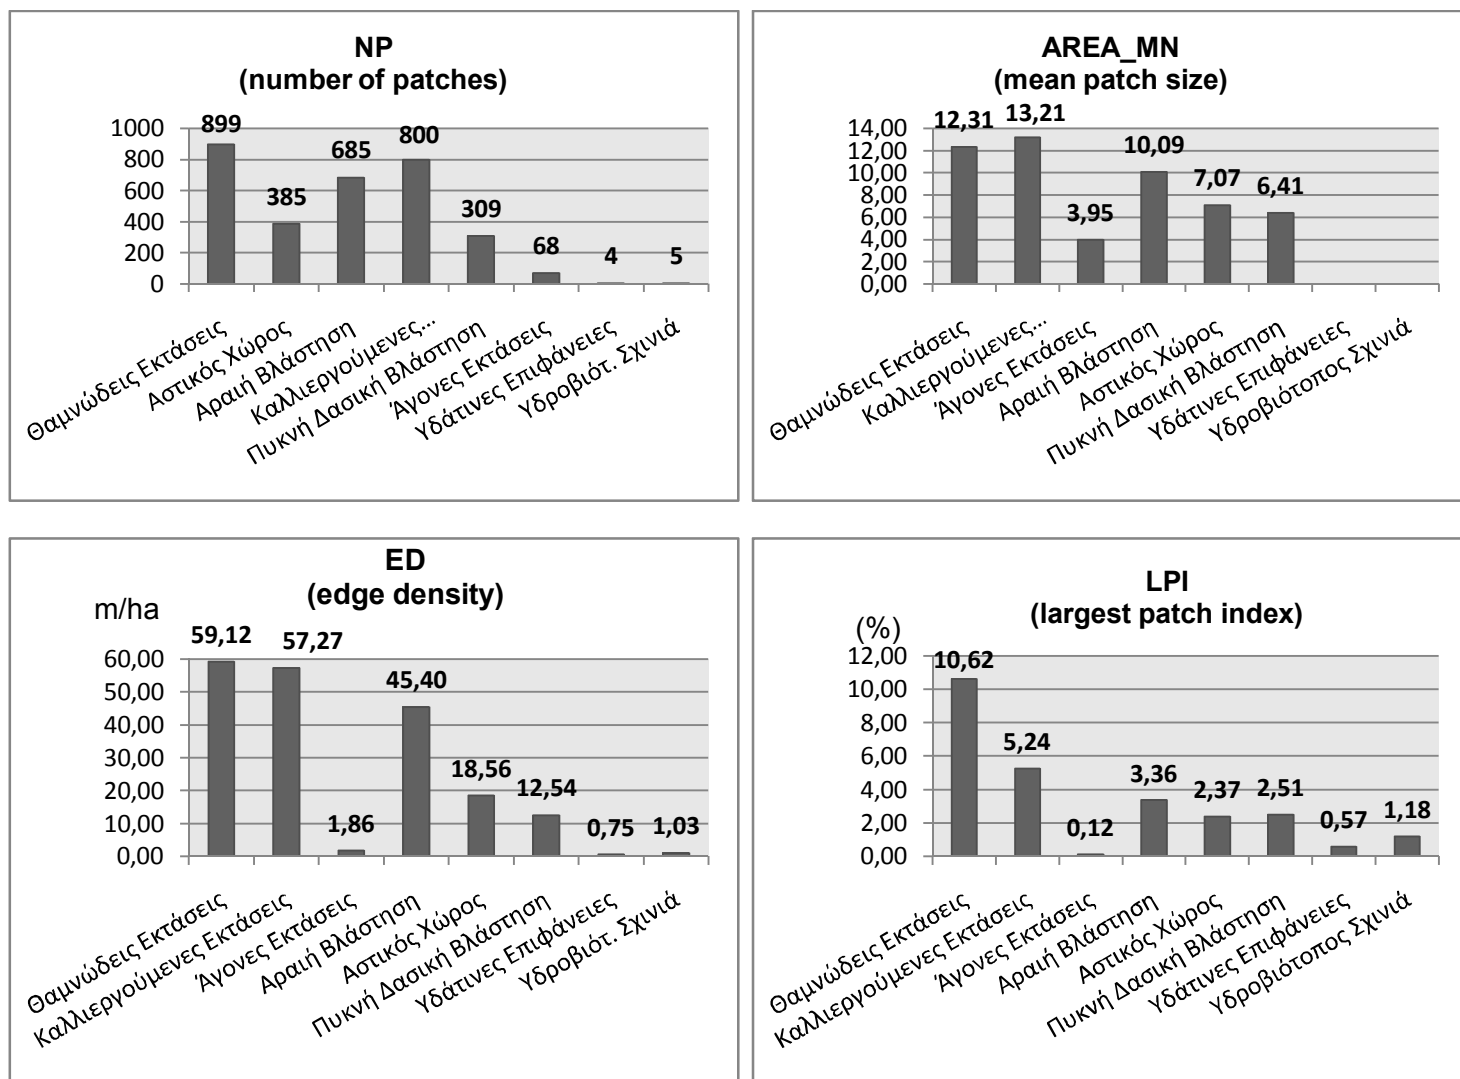 NP
(number of patches)
1000
800
600
400
200
0
899
385
685
800
309
68
4
5
Θαμνώδεις Εκτάσεις
Αστικός Χώρος
Αραιή Βλάστηση
Καλλιεργούμενες...
Πυκνή Δασική Βλάστηση
Άγονες Εκτάσεις
Υδάτινες Επιφάνειες
Υδροβιότ. Σχινιά
AREA_MN
(mean patch size)
14,00
12,00
10,00
8,00
6,00
4,00
2,00
0,00
12,31
13,21
3,95
10,09
7,07
6,41
Θαμνώδεις Εκτάσεις
Καλλιεργούμενες...
Άγονες Εκτάσεις
Αραιή Βλάστηση
Αστικός Χώρος
Πυκνή Δασική Βλάστηση
Υδάτινες Επιφάνειες
Υδροβιότοπος Σχινιά
ED
(edge density)
m/ha
60,00
50,00
40,00
30,00
20,00
10,00
0,00
59,12
57,27
1,86
45,40
18,56
12,54
0,75
1,03
Θαμνώδεις Εκτάσεις
Καλλιεργούμενες Εκτάσεις
Άγονες Εκτάσεις
Αραιή Βλάστηση
Αστικός Χώρος
Πυκνή Δασική Βλάστηση
Υδάτινες Επιφάνειες
Υδροβιότ. Σχινιά
LPI
(largest patch index)
(%)
12,00
10,00
8,00
6,00
4,00
2,00
0,00
10,62
5,24
0,12
3,36
2,37
2,51
0,57
1,18
Θαμνώδεις Εκτάσεις
Καλλιεργούμενες Εκτάσεις
Άγονες Εκτάσεις
Αραιή Βλάστηση
Αστικός Χώρος
Πυκνή Δασική Βλάστηση
Υδάτινες Επιφάνειες
Υδροβιότοπος Σχινιά